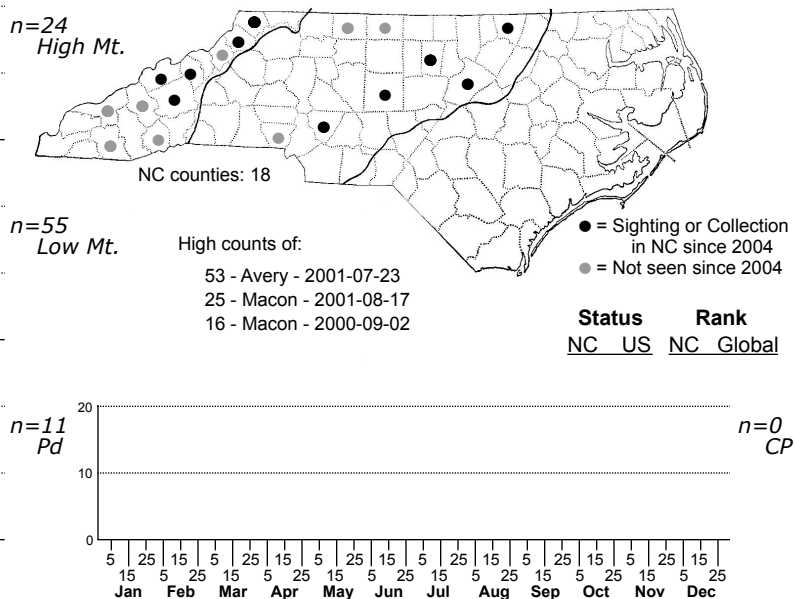 n=24
High Mt.
NC counties: 18
n=55
Low Mt.
High counts of:
53 - Avery - 2001-07-23
25 - Macon - 2001-08-17
16 - Macon - 2000-09-02
= Sighting or Collection
in NC since 2004
= Not seen since 2004
Status Rank
NC US NC Global
n=11
Pd
n=0
CP
20
10
0
5 25 15 5 25 15 5 25 15 5 25 15 5 25 15 5 25 15
15 5 25 15 5 25 15 5 25 15 5 25 15 5 25 15 5 25
Jan Feb Mar Apr May Jun Jul Aug Sep Oct Nov Dec